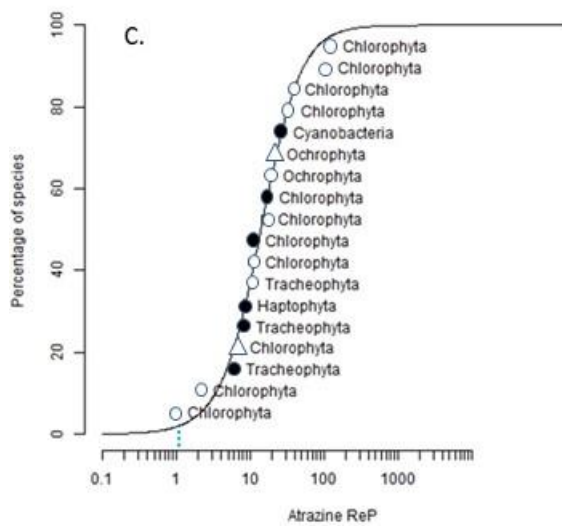 C.
100
80
60
40
20
0
Percentage of species
Chlorophyta
Chlorophyta
Chlorophyta
Chlorophyta
Cyanobacteria
Ochrophyta
Ochrophyta
Chlorophyta
Chlorophyta
Chlorophyta
Chlorophyta
Tracheophyta
Haptophyta
Tracheophyta
Chlorophyta
Tracheophyta
Chlorophyta
Chlorophyta
0.1 1 10 100 1000
Atrazine ReP